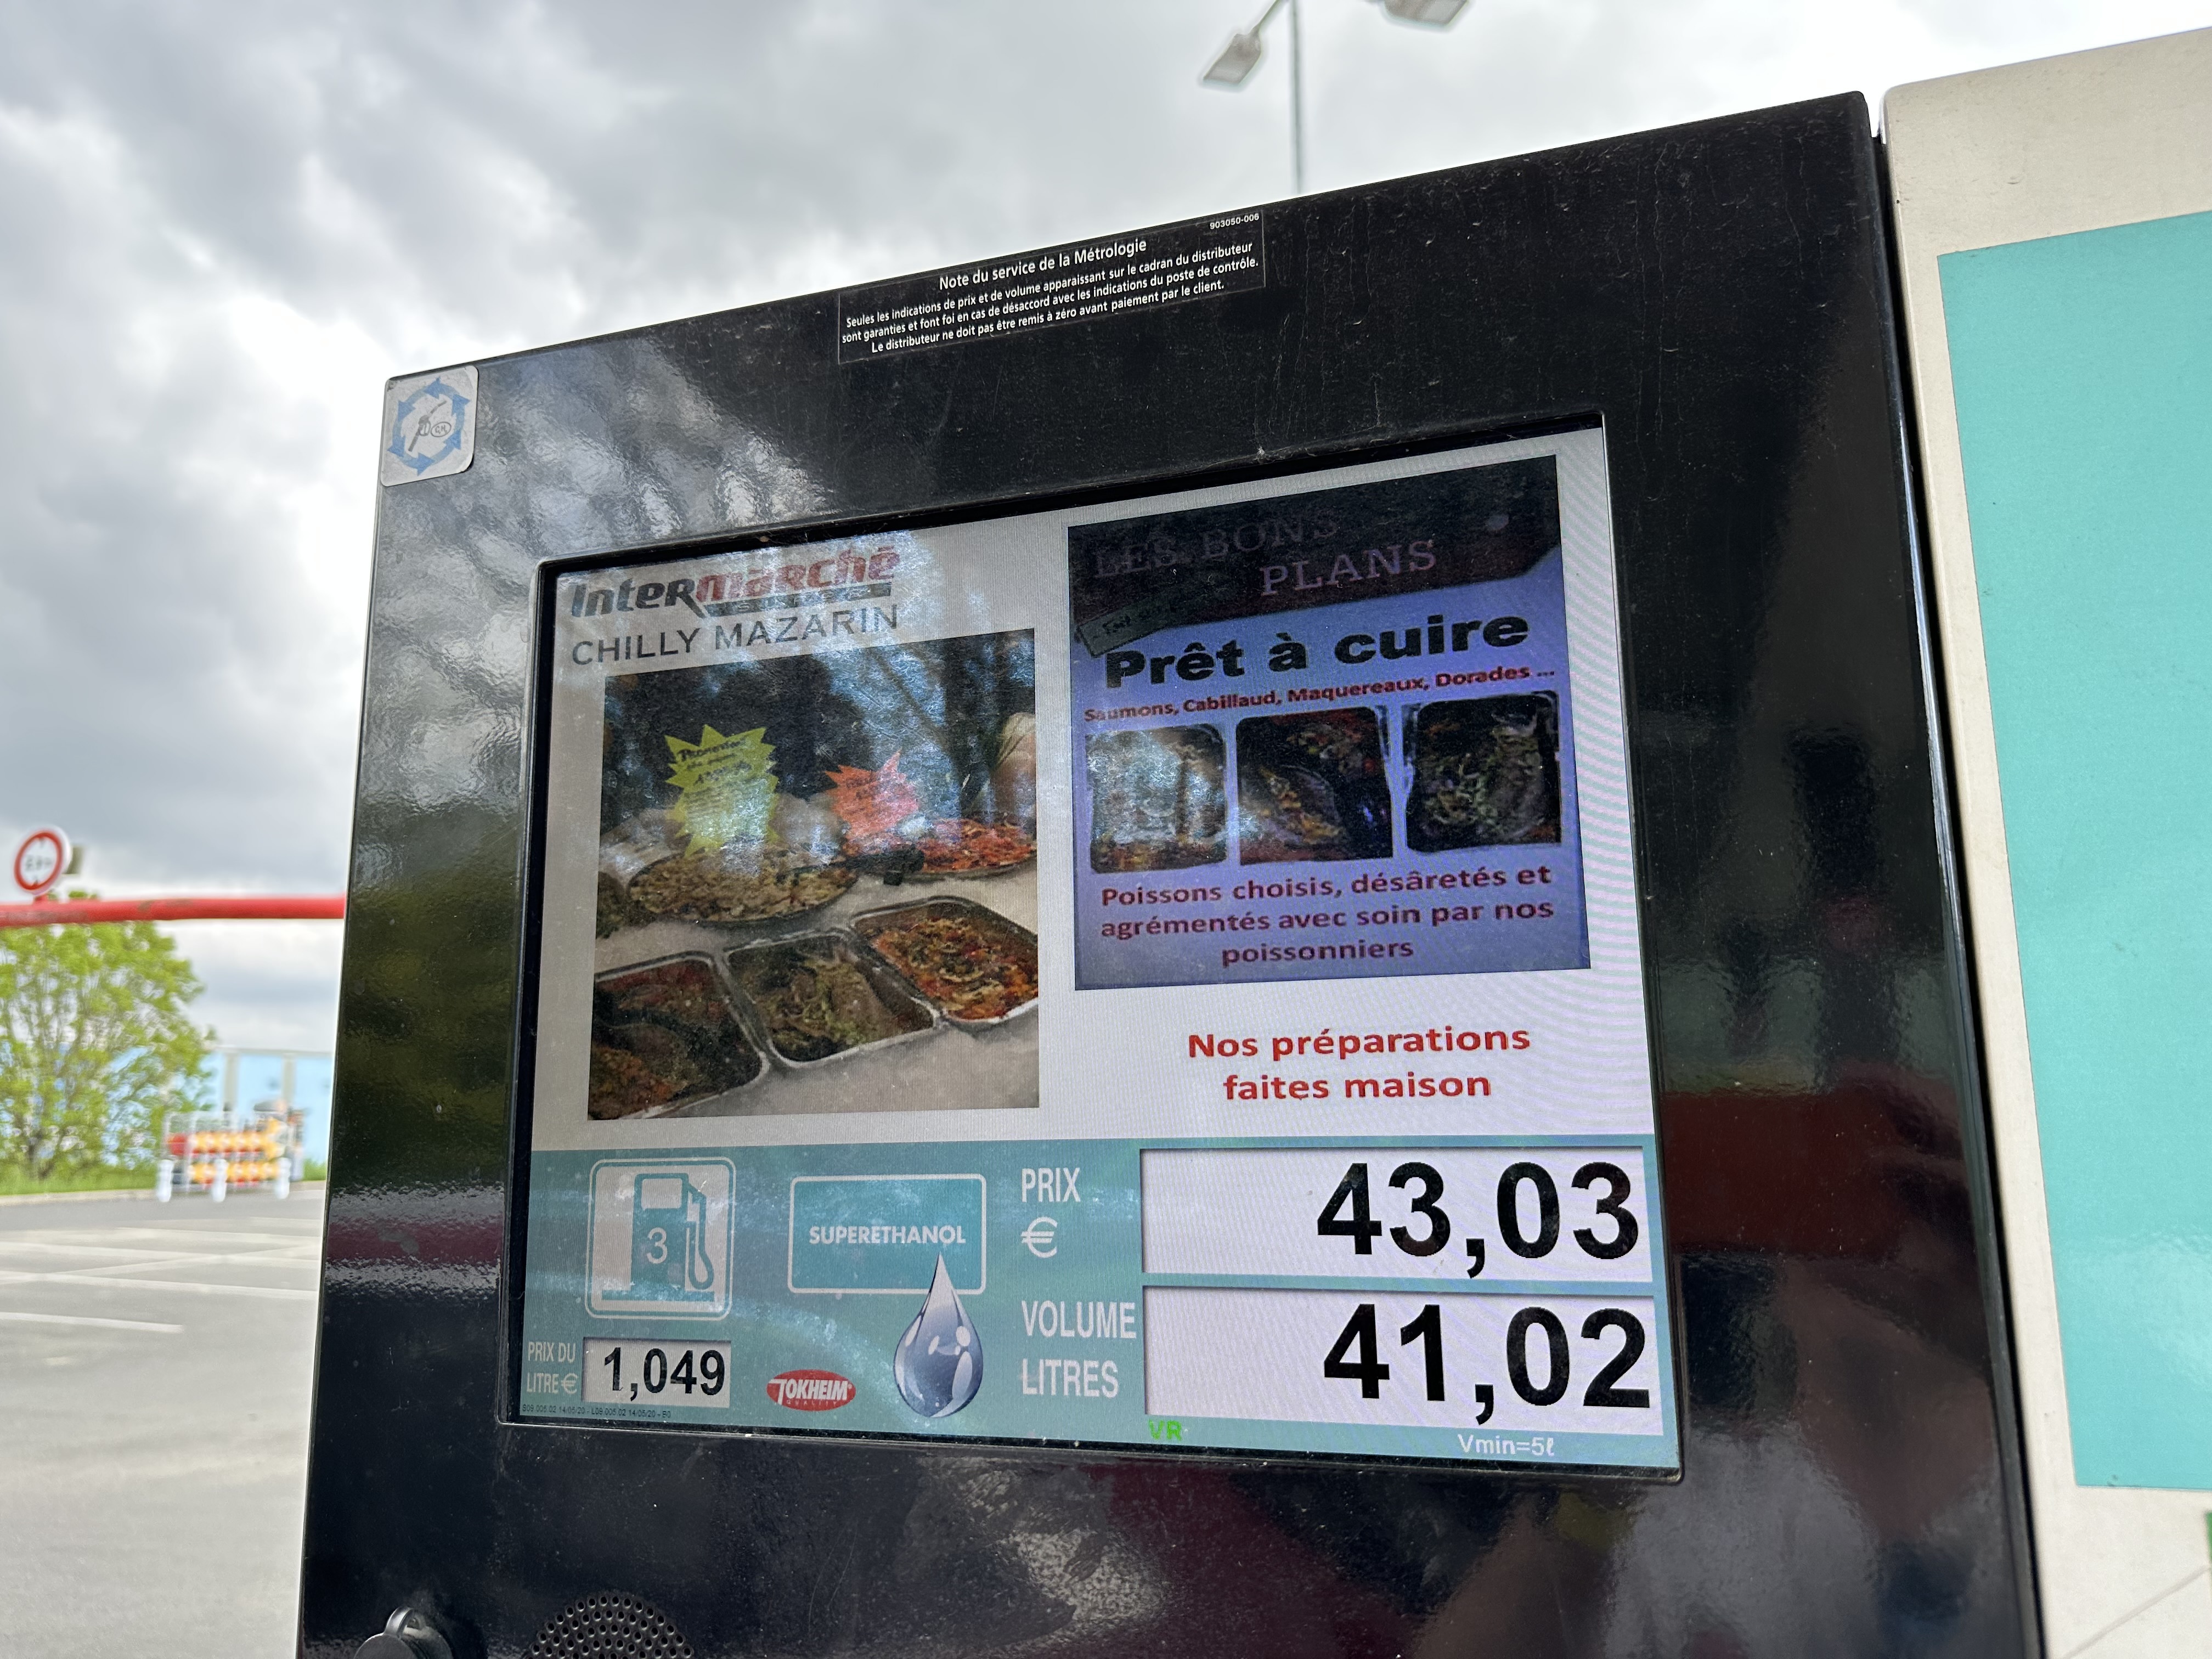 903050-006
Note du service de la Métrologie
Seules les indications de prix et de volume apparaissant sur le cadran du distributeur
sont garanties et font foi en cas de désaccord avec les indications du poste de contrôle.
Le distributeur ne doit pas être remis à zéro avant paiement par le client.
Intermarché
CHILLY MAZARIN
LES BONS
PLANS
Prêt à cuire
Saumons, Cabillaud, Maquereaux, Dorades ...
Poissons choisis, désâretés et
agrémentés avec soin par nos
poissonniers
Nos préparations
faites maison
3
SUPERETHANOL
PRIX
€
43,03
VOLUME
LITRES
41,02
PRIX DU
LITRE €
1,049
TOKHEIM
QUALITY
VR
Vmin=5ℓ